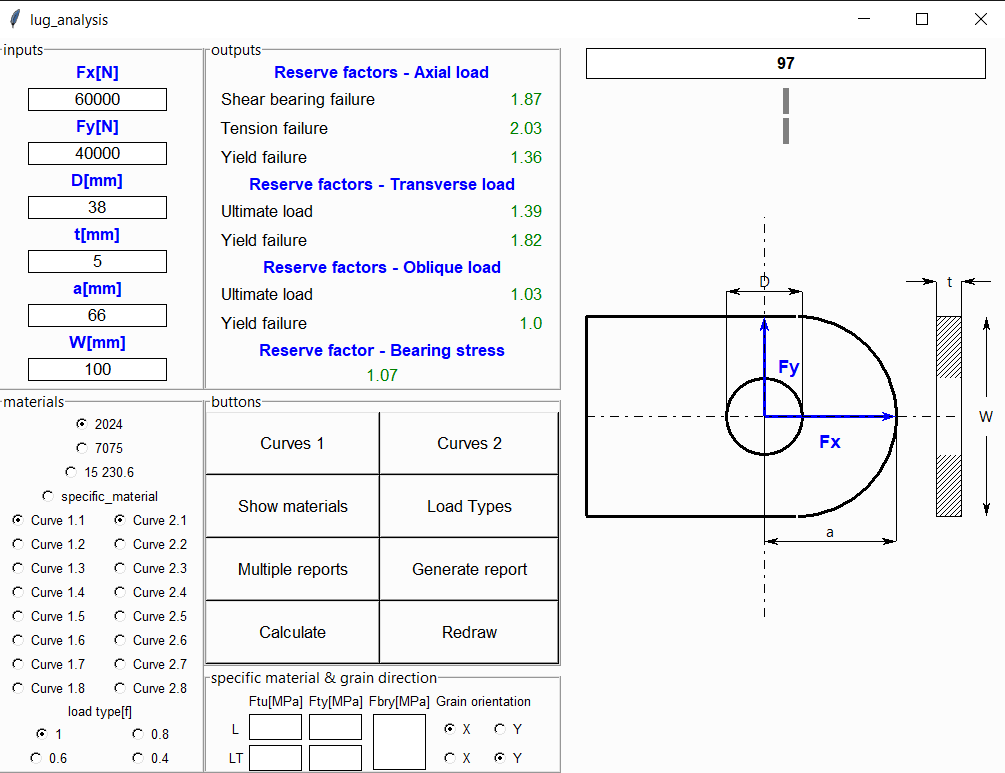 lug_analysis
inputs
Fx[N]
60000
Fy[N]
40000
D[mm]
38
t[mm]
5
a[mm]
66
W[mm]
100
outputs
Reserve factors - Axial load
Shear bearing failure 1.87
Tension failure 2.03
Yield failure 1.36
Reserve factors - Transverse load
Ultimate load 1.39
Yield failure 1.82
Reserve factors - Oblique load
Ultimate load 1.03
Yield failure 1.0
Reserve factor - Bearing stress
1.07
materials
2024
7075
15 230.6
specific_material
Curve 1.1 Curve 2.1
Curve 1.2 Curve 2.2
Curve 1.3 Curve 2.3
Curve 1.4 Curve 2.4
Curve 1.5 Curve 2.5
Curve 1.6 Curve 2.6
Curve 1.7 Curve 2.7
Curve 1.8 Curve 2.8
load type[f]
1 0.8
0.6 0.4
buttons
Curves 1 Curves 2
Show materials Load Types
Multiple reports Generate report
Calculate Redraw
specific material & grain direction
Ftu[MPa] Fty[MPa] Fbry[MPa] Grain orientation
L X Y
LT X Y
97
D
t
Fy
W
Fx
a